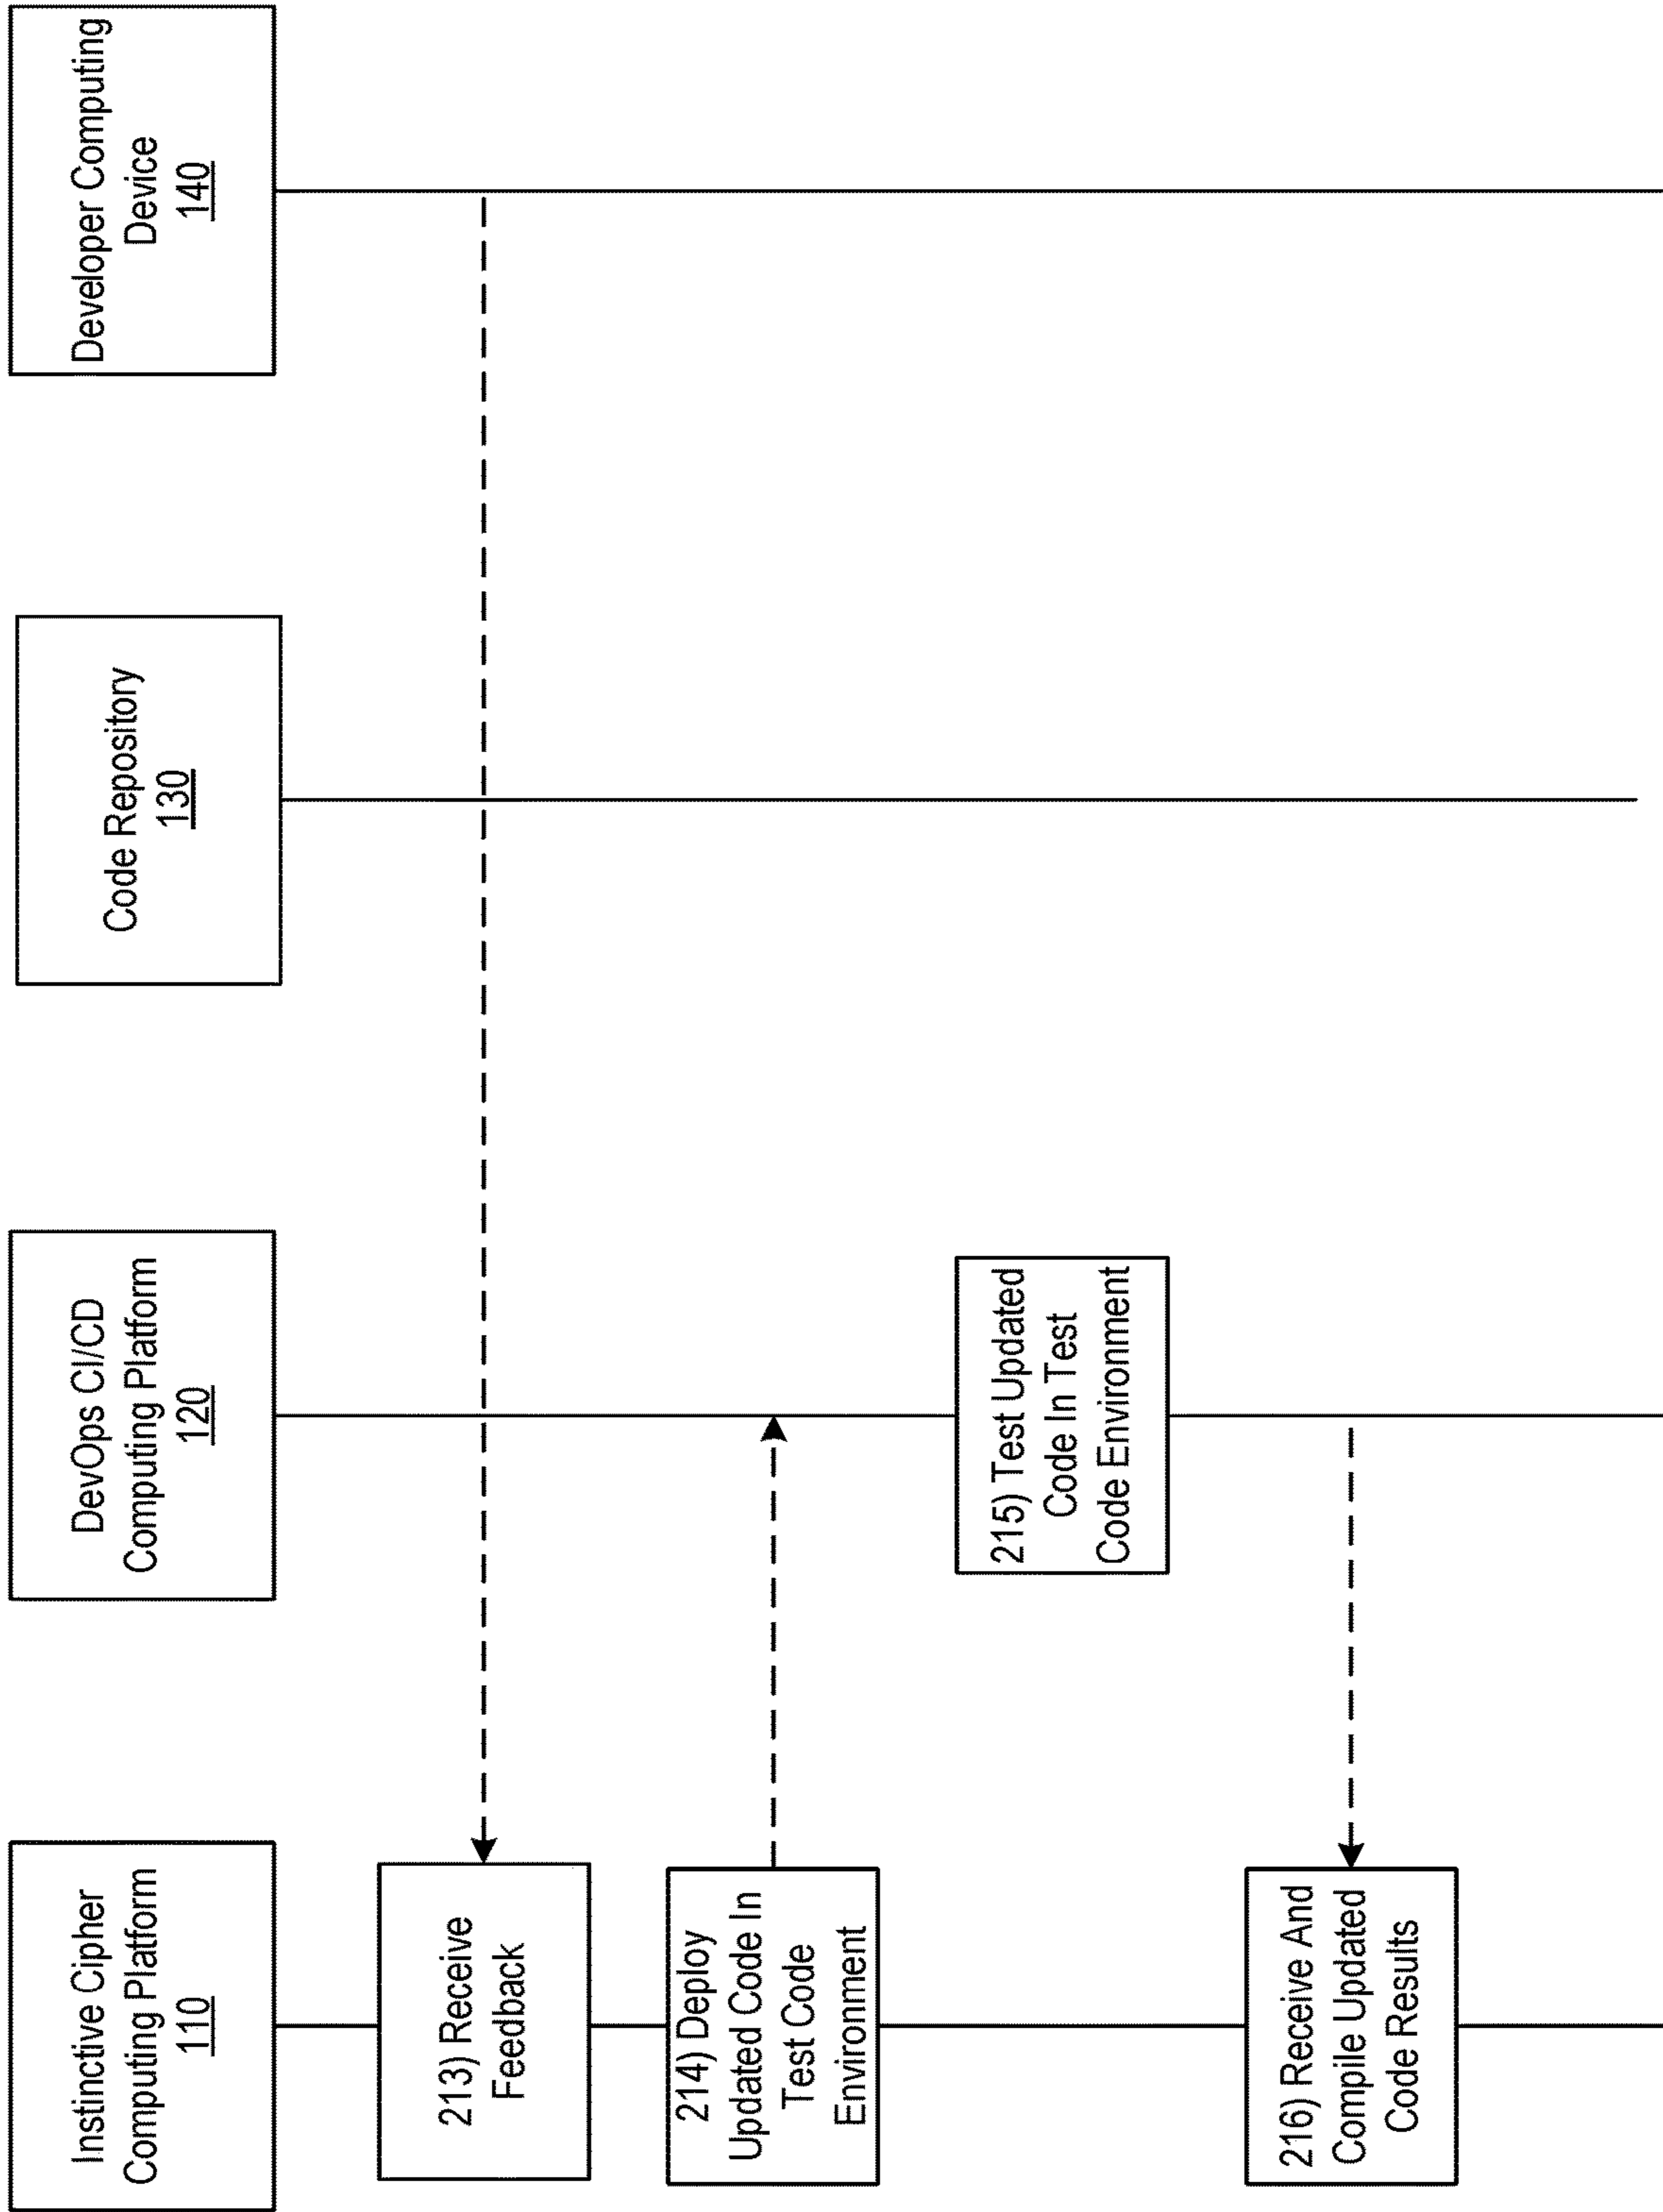 Instinctive Cipher
Computing Platform
110
DevOps CI/CD
Computing Platform
120
Code Repository
130
Developer Computing
Device
140
213) Receive
Feedback
214) Deploy
Updated Code In
Test Code
Environment
215) Test Updated
Code In Test
Code Environment
216) Receive And
Compile Updated
Code Results